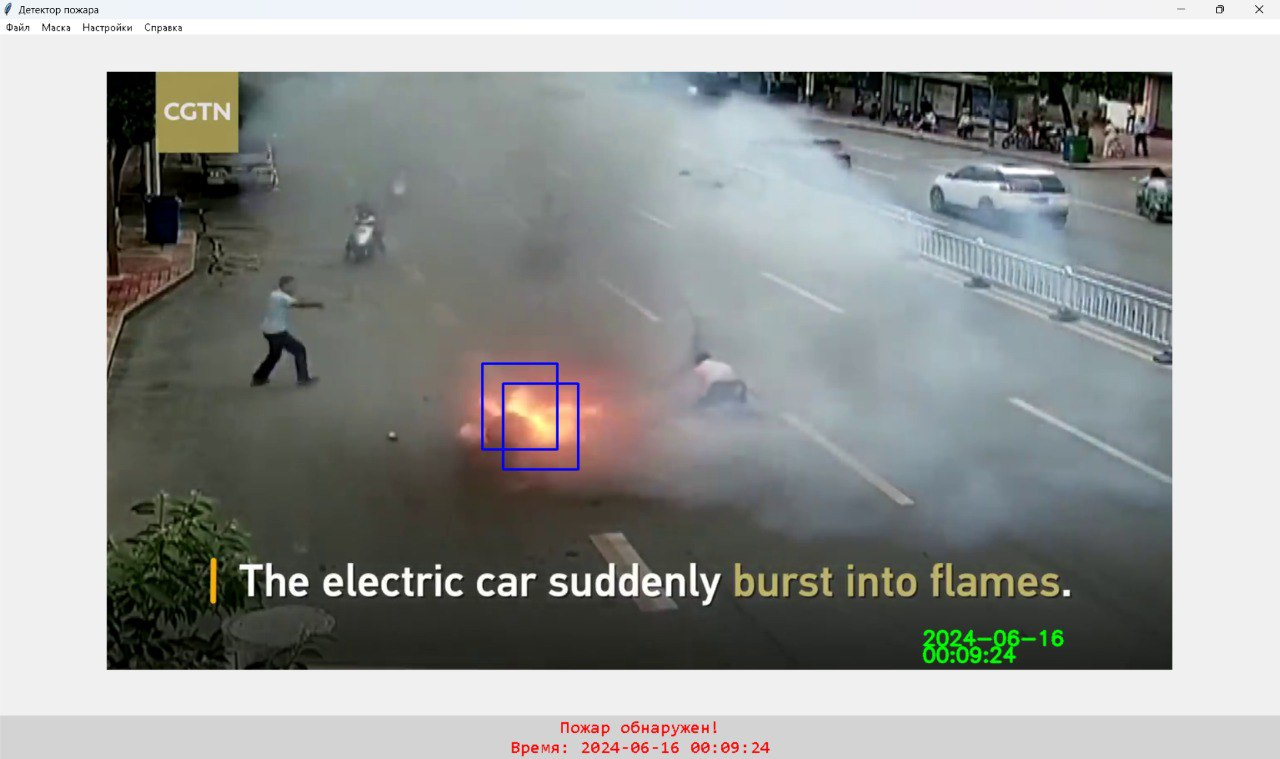 Детектор пожара
Файл Маска Настройки Справка
CGTN
The electric car suddenly burst into flames.
2024-06-16
00:09:24
Пожар обнаружен!
Время: 2024-06-16 00:09:24